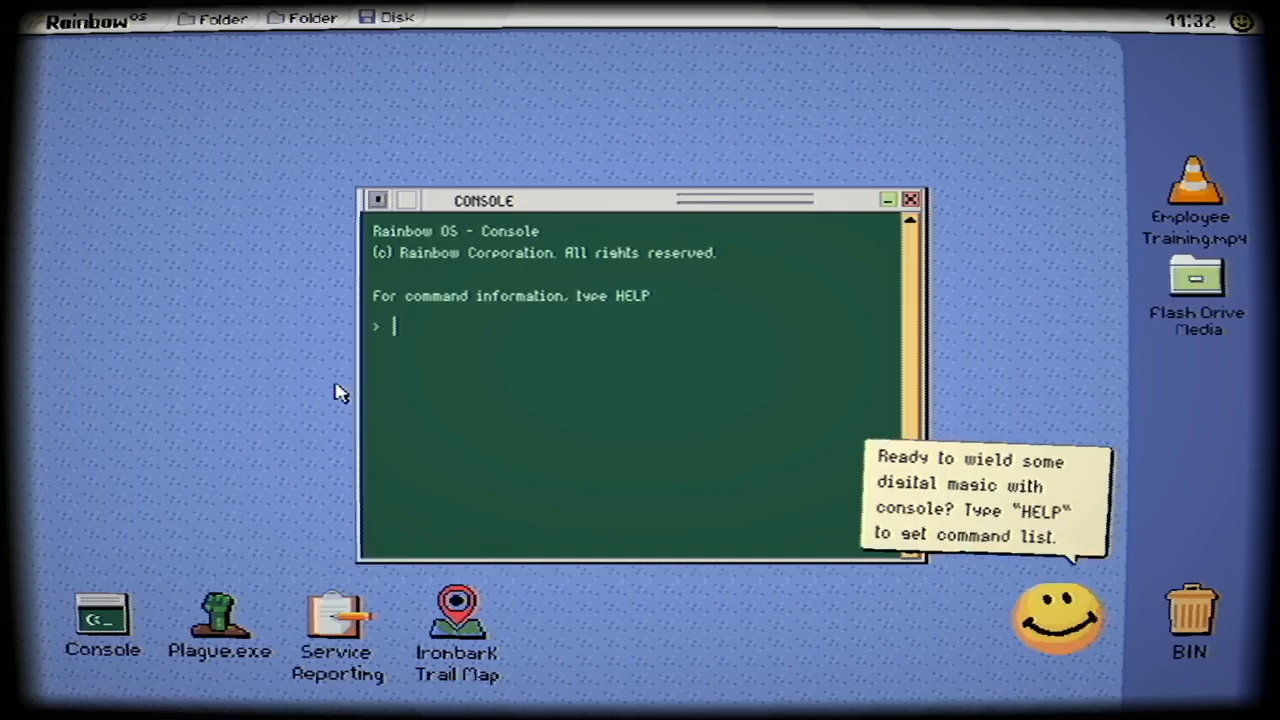 Rainbow OS
Folder
Folder
Disk
11:32
CONSOLE
Rainbow OS - Console
(c) Rainbow Corporation. All rights reserved.
For command information, type HELP
>
Employee
Training.mp4
Flash Drive
Media
Ready to wield some
digital magic with
console? Type "HELP"
to get command list.
Console
Plague.exe
Service
Reporting
Ironbark
Trail Map
BIN